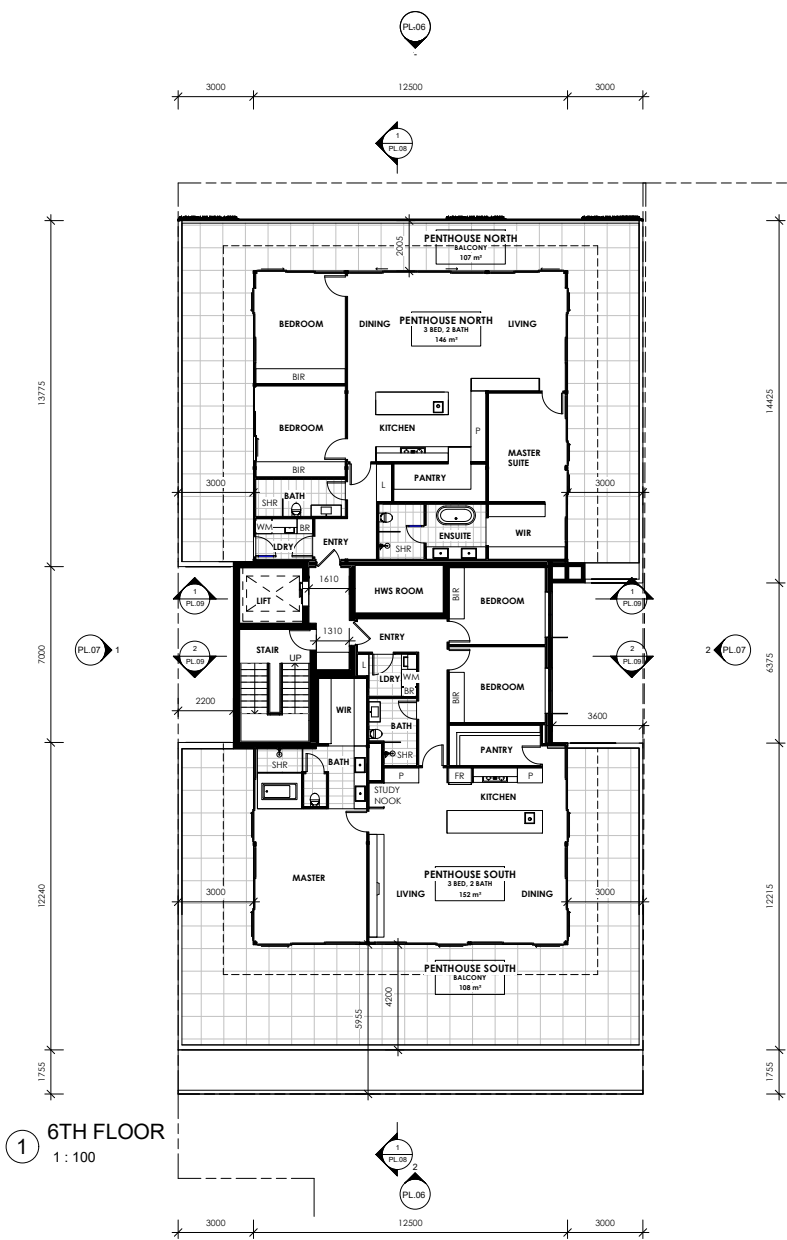 PL.06
-
3000
12500
3000
1
PL.08
2005
PENTHOUSE NORTH
BALCONY
107 m²
BEDROOM
DINING
PENTHOUSE NORTH
3 BED, 2 BATH
146 m²
LIVING
BIR
13775
14425
BEDROOM
KITCHEN
P
MASTER
SUITE
BIR
PANTRY
3000
L
3000
SHR
BATH
WM
BR
ENTRY
ENSUITE
WIR
LDRY
SHR
LIFT
1610
HWS ROOM
BIR
BEDROOM
1
PL.09
1
PL.09
1310
ENTRY
STAIR
UP
7000
PL.07
1
2
PL.09
2
PL.09
2
PL.07
6375
L
LDRY
WM
BR
BIR
BEDROOM
2200
WIR
3600
BATH
SHR
BATH
SHR
PANTRY
P
FR
P
STUDY
NOOK
KITCHEN
MASTER
PENTHOUSE SOUTH
3 BED, 2 BATH
152 m²
LIVING
DINING
3000
3000
12240
12215
PENTHOUSE SOUTH
BALCONY
108 m²
4200
5955
1755
1755
1
6TH FLOOR
1 : 100
1
PL.08
2
PL.06
3000
12500
3000